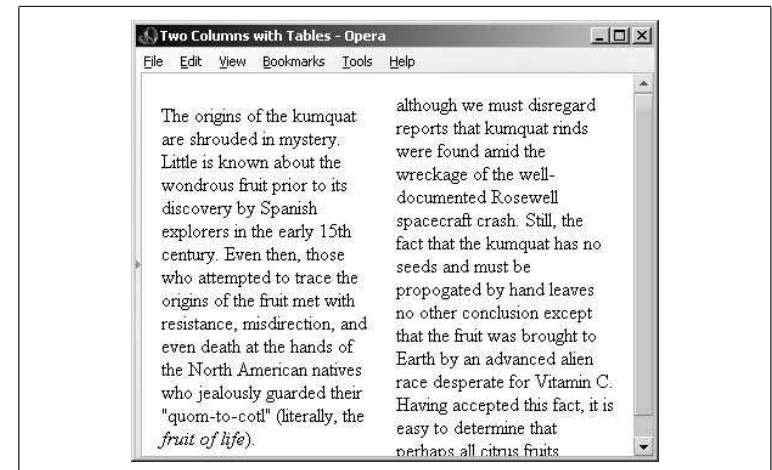 Two Columns with Tables - Opera
File Edit View Bookmarks Tools Help
The origins of the kumquat
are shrouded in mystery.
Little is known about the
wondrous fruit prior to its
discovery by Spanish
explorers in the early 15th
century. Even then, those
who attempted to trace the
origins of the fruit met with
resistance, misdirection, and
even death at the hands of
the North American natives
who jealously guarded their
"quom-to-cotl" (literally, the
fruit of life).
although we must disregard
reports that kumquat rinds
were found amid the
wreckage of the well-
documented Rosewell
spacecraft crash. Still, the
fact that the kumquat has no
seeds and must be
propogated by hand leaves
no other conclusion except
that the fruit was brought to
Earth by an advanced alien
race desperate for Vitamin C.
Having accepted this fact, it is
easy to determine that
perhaps all citrus fruits